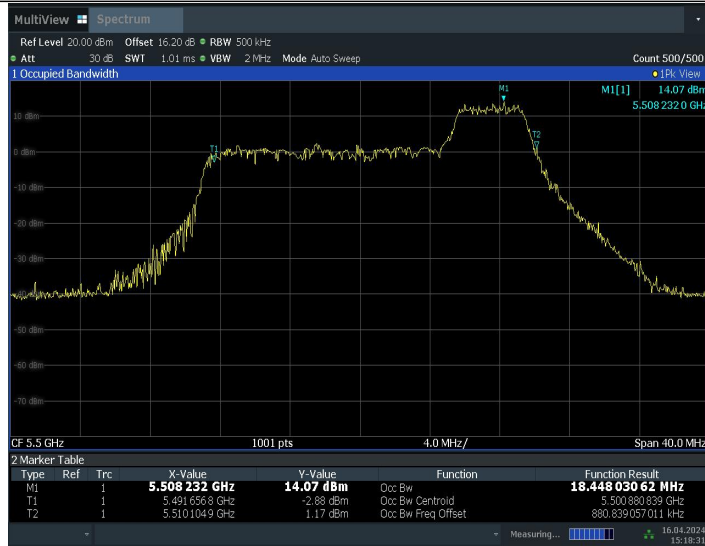 MultiView Spectrum
Ref Level 20.00 dBm Offset 16.20 dB RBW 500 kHz
Att 30 dB SWT 1.01 ms VBW 2 MHz Mode Auto Sweep Count 500/500
1 Occupied Bandwidth 1Pk View
M1 M1[1] 14.07 dBm
5.508 232 0 GHz
10 dBm
T2
0 dBm
T1
-10 dBm
-20 dBm
-30 dBm
-40 dBm
-50 dBm
-60 dBm
-70 dBm
CF 5.5 GHz 1001 pts 4.0 MHz/ Span 40.0 MHz
2 Marker Table
Type Ref Trc X-Value Y-Value Function Function Result
M1 1 5.508 232 GHz 14.07 dBm Occ Bw 18.448 030 62 MHz
T1 1 5.491 656 8 GHz -2.88 dBm Occ Bw Centroid 5.500 880 839 GHz
T2 1 5.510 104 9 GHz 1.17 dBm Occ Bw Freq Offset 880.839 057 011 kHz
Measuring... 16.04.2024
15:18:31